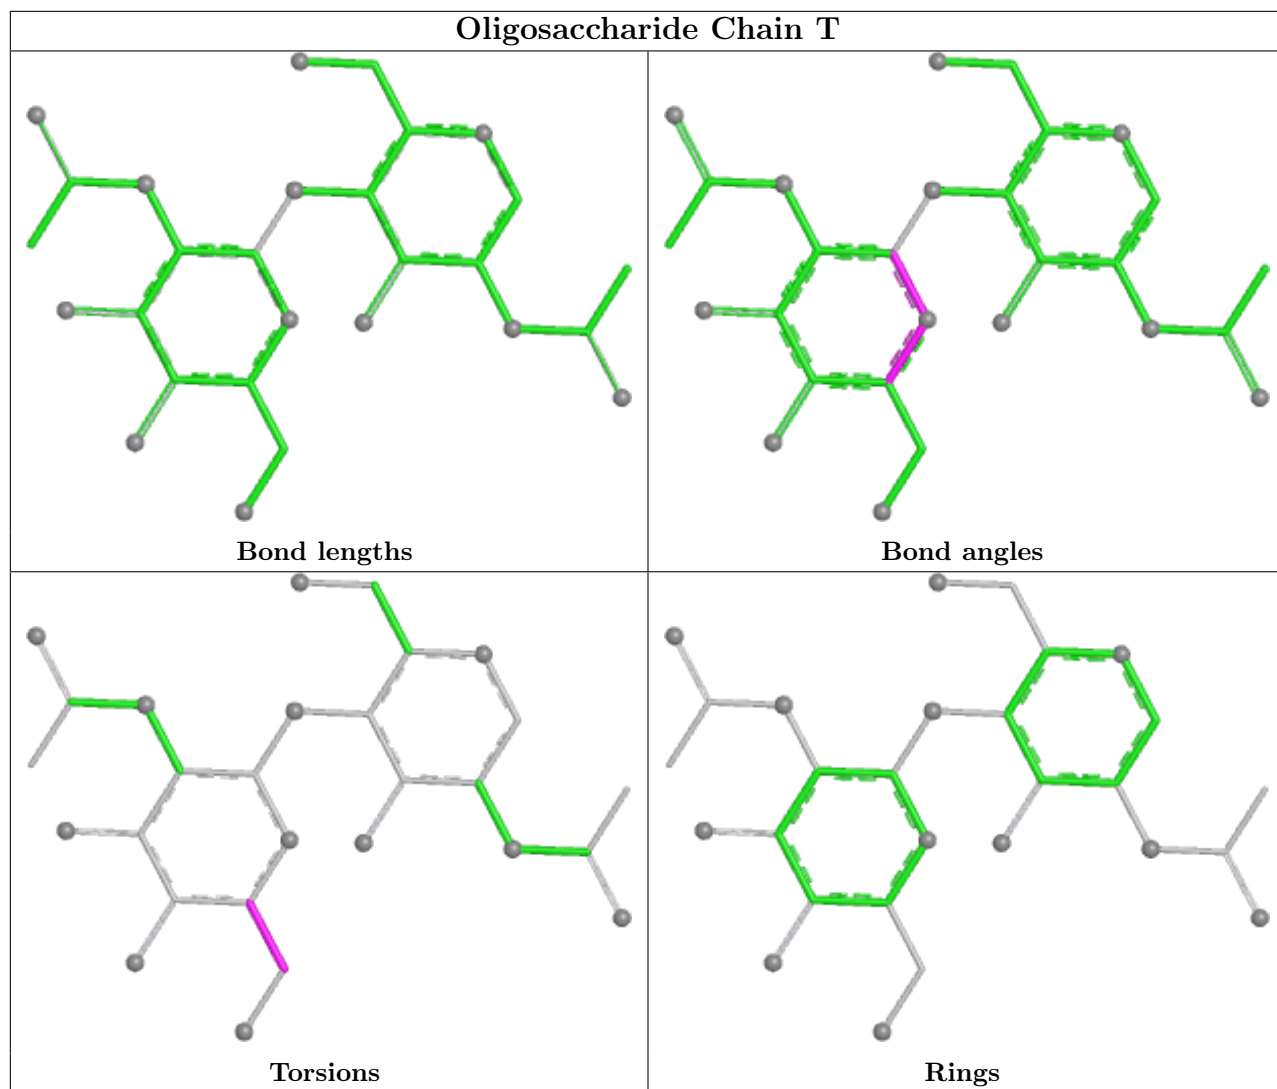 Oligosaccharide Chain T
Bond lengths
Bond angles
Torsions
Rings